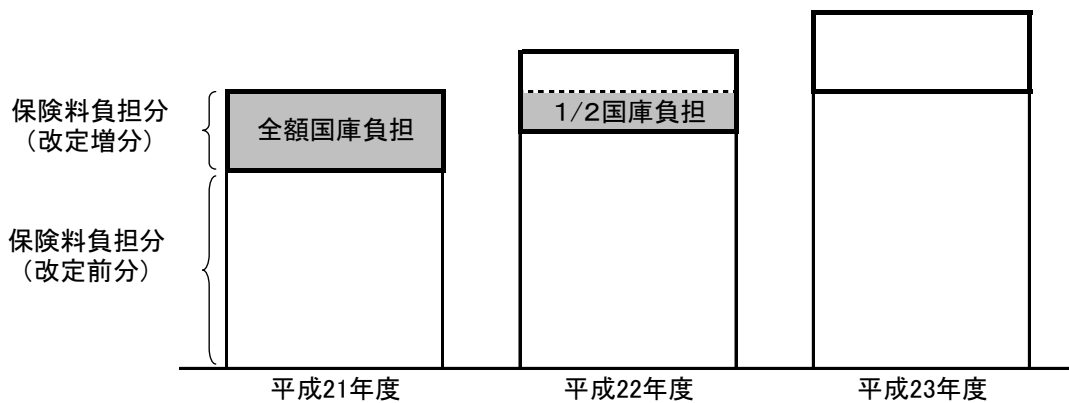 保険料負担分
（改定増分）
全額国庫負担
1/2国庫負担
保険料負担分
（改定前分）
平成21年度
平成22年度
平成23年度